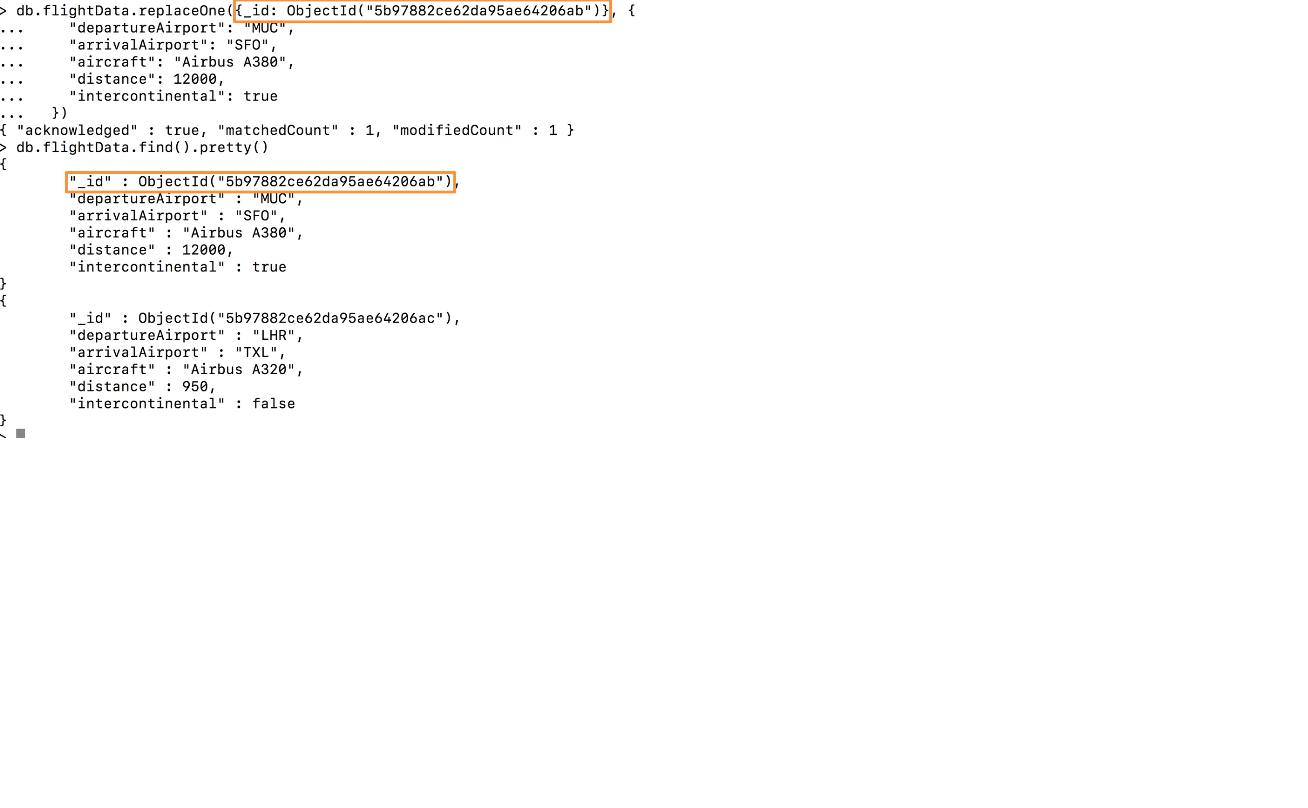 > db.flightData.replaceOne({_id: ObjectId("5b97882ce62da95ae64206ab")}, {
... "departureAirport": "MUC",
... "arrivalAirport": "SFO",
... "aircraft": "Airbus A380",
... "distance": 12000,
... "intercontinental": true
... })
{ "acknowledged" : true, "matchedCount" : 1, "modifiedCount" : 1 }
> db.flightData.find().pretty()
{
"_id" : ObjectId("5b97882ce62da95ae64206ab"),
"departureAirport" : "MUC",
"arrivalAirport" : "SFO",
"aircraft" : "Airbus A380",
"distance" : 12000,
"intercontinental" : true
}
{
"_id" : ObjectId("5b97882ce62da95ae64206ac"),
"departureAirport" : "LHR",
"arrivalAirport" : "TXL",
"aircraft" : "Airbus A320",
"distance" : 950,
"intercontinental" : false
}
>